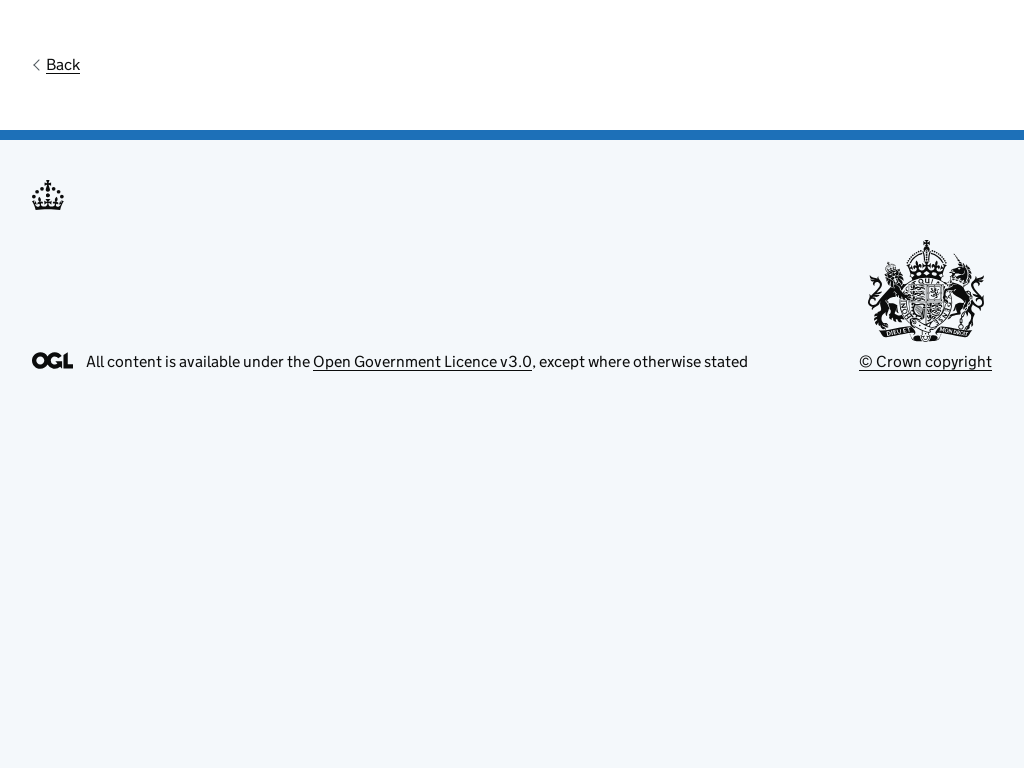 Back
OGL All content is available under the Open Government Licence v3.0, except where otherwise stated
DIEU ET MON DROIT
© Crown copyright